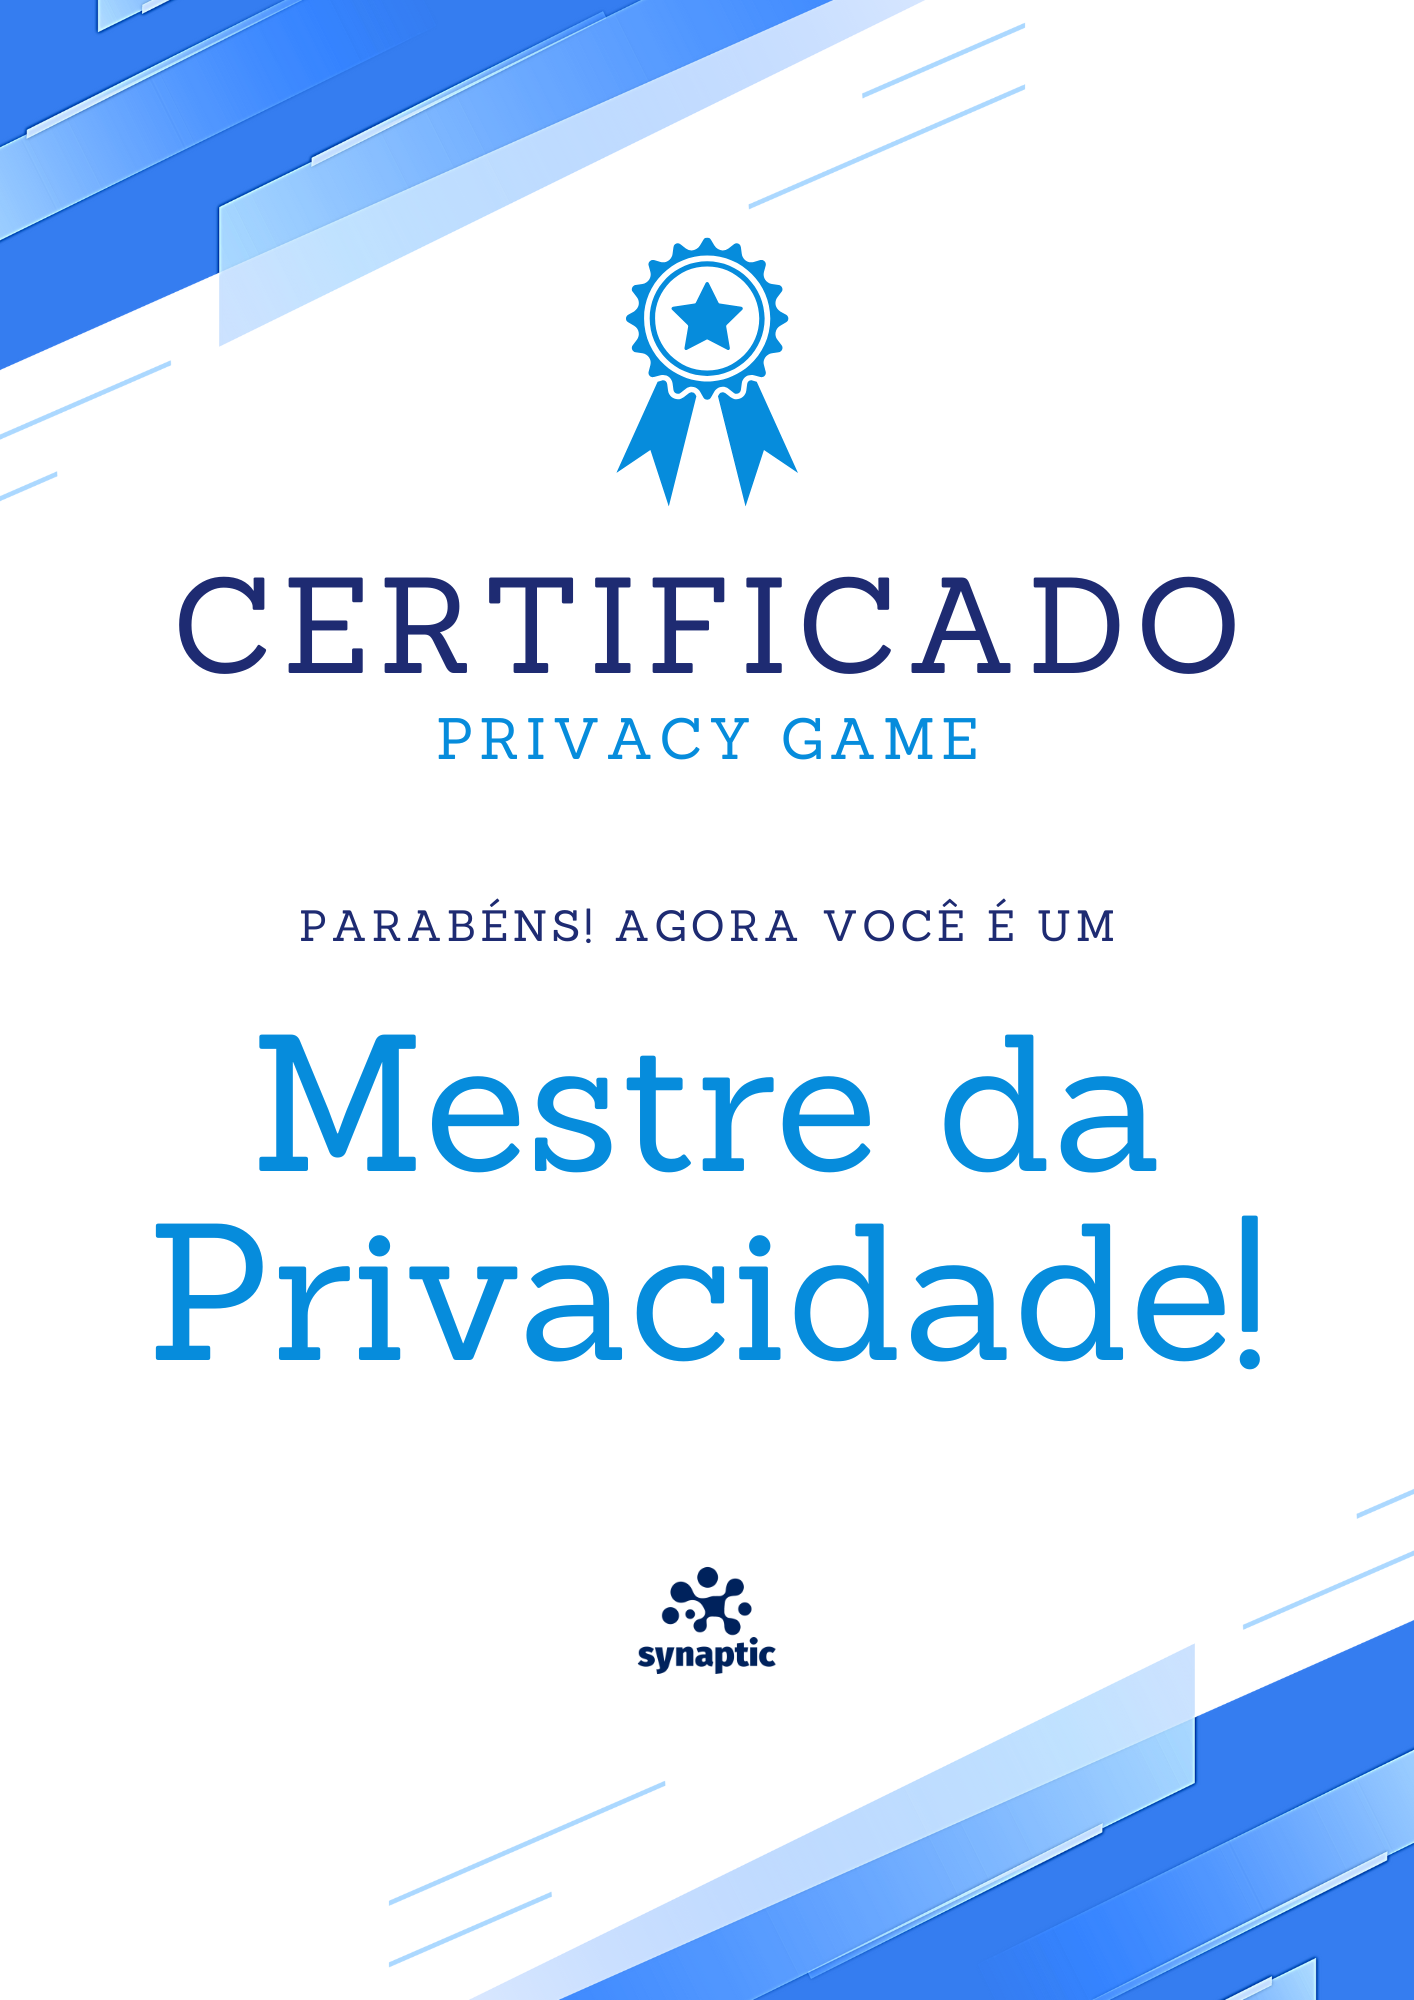 CERTIFICADO
PRIVACY GAME
PARABÉNS! AGORA VOCÊ É UM
Mestre da
Privacidade!
synaptic